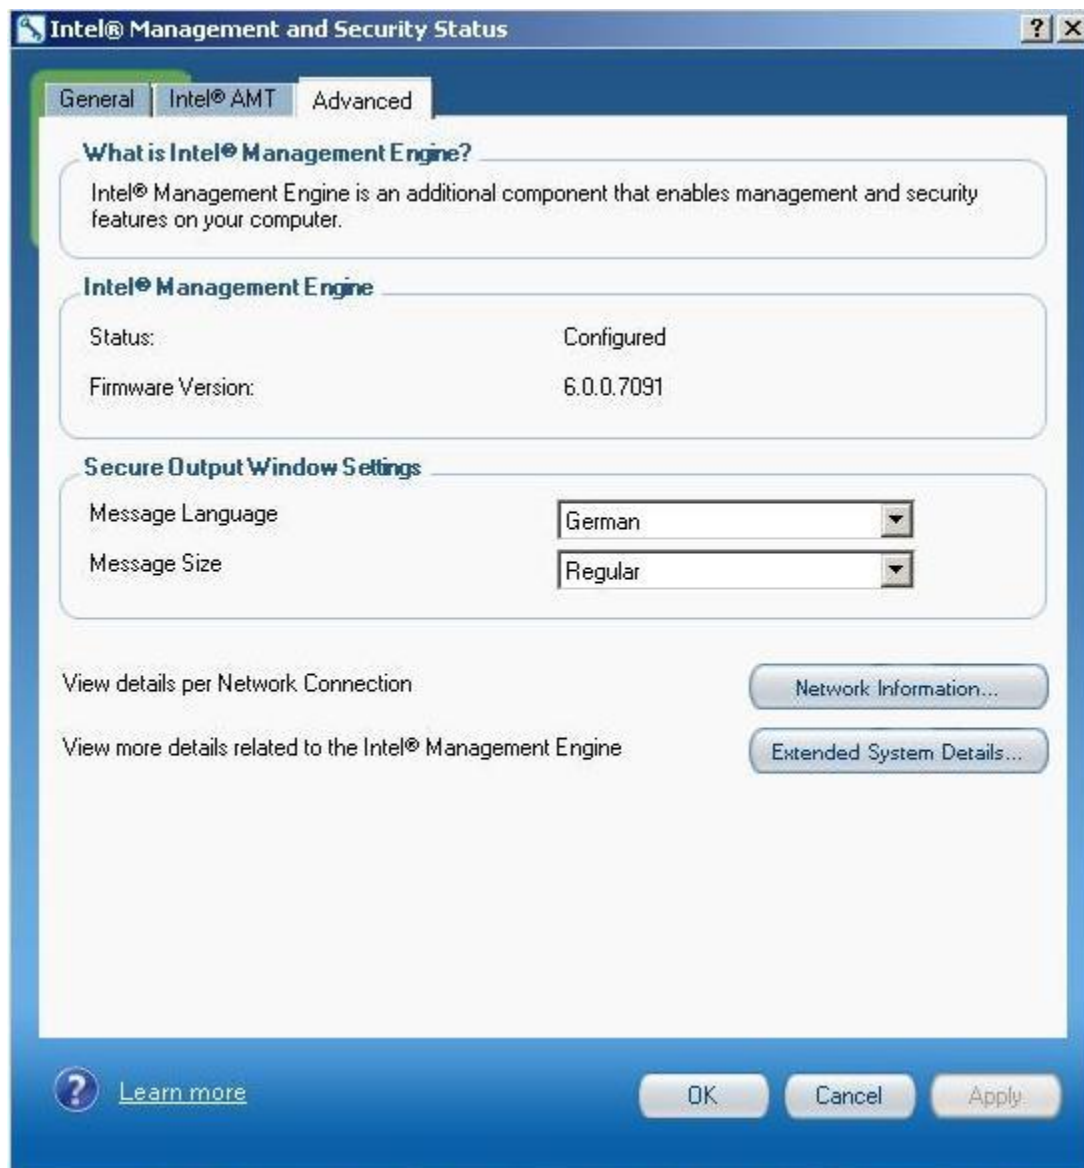 Intel® Management and Security Status
General
Intel® AMT
Advanced
What is Intel® Management Engine?
Intel® Management Engine is an additional component that enables management and security
features on your computer.
Intel® Management Engine
Status: Configured
Firmware Version: 6.0.0.7091
Secure Output Window Settings
Message Language German
Message Size Regular
View details per Network Connection Network Information...
View more details related to the Intel® Management Engine Extended System Details...
Learn more
OK
Cancel
Apply